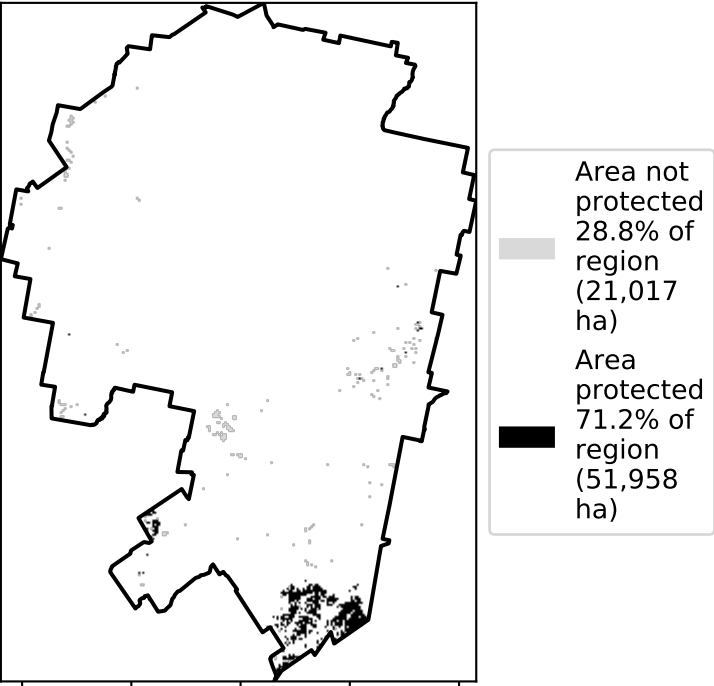 Area not
protected
28.8% of
region
(21,017
ha)
Area
protected
71.2% of
region
(51,958
ha)